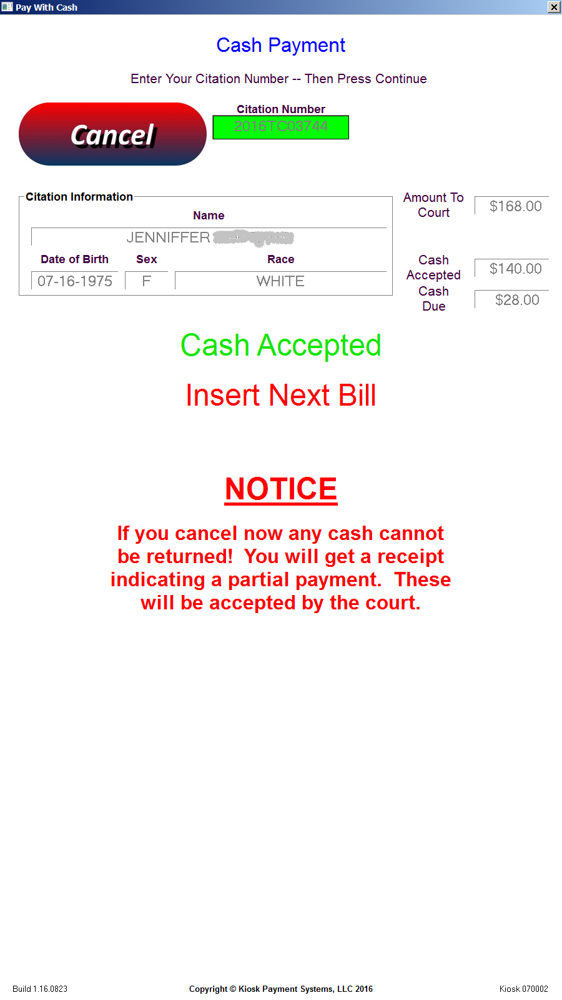 Pay With Cash
Cash Payment
Enter Your Citation Number -- Then Press Continue
Cancel
Citation Number
2016TC03744
Citation Information
Name
JENNIFFER
Date of Birth Sex Race
07-16-1975 F WHITE
Amount To
Court
$168.00
Cash
Accepted
$140.00
Cash
Due
$28.00
Cash Accepted
Insert Next Bill
NOTICE
If you cancel now any cash cannot
be returned!  You will get a receipt
indicating a partial payment.  These
will be accepted by the court.
Build 1.16.0823 Copyright © Kiosk Payment Systems, LLC 2016 Kiosk 070002